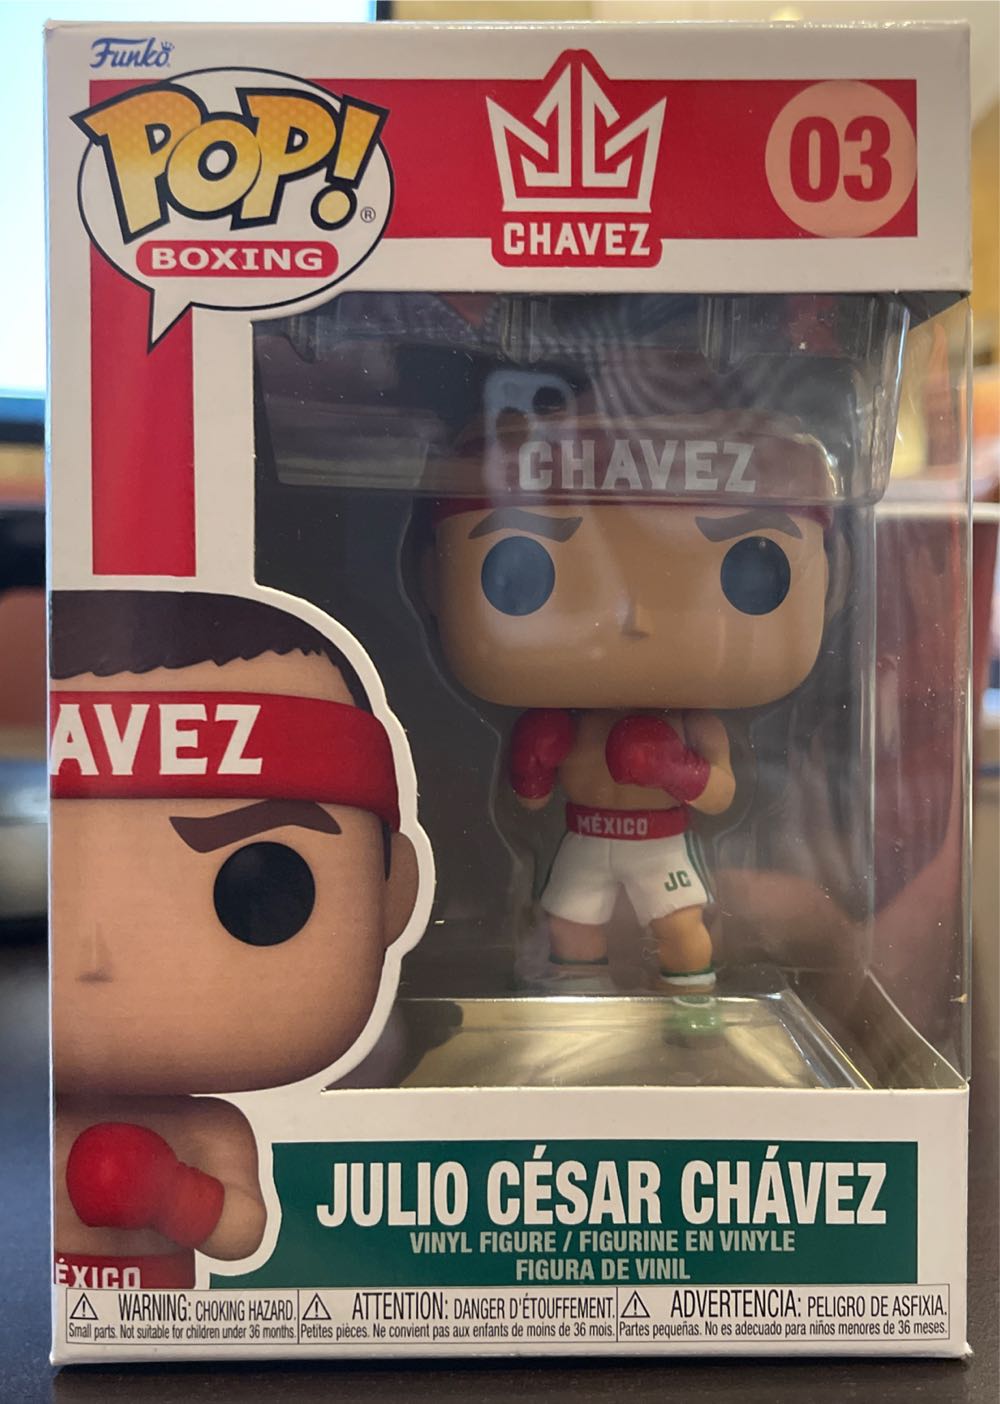 Funko
POP! ®
BOXING
CHAVEZ
03
CHAVEZ
AVEZ
MÉXICO
JC
ÉXICO
JULIO CÉSAR CHÁVEZ
VINYL FIGURE / FIGURINE EN VINYLE
FIGURA DE VINIL
WARNING: CHOKING HAZARD.
Small parts. Not suitable for children under 36 months.
ATTENTION: DANGER D'ÉTOUFFEMENT.
Petites pièces. Ne convient pas aux enfants de moins de 36 mois.
ADVERTENCIA: PELIGRO DE ASFIXIA.
Partes pequeñas. No es adecuado para niños menores de 36 meses.